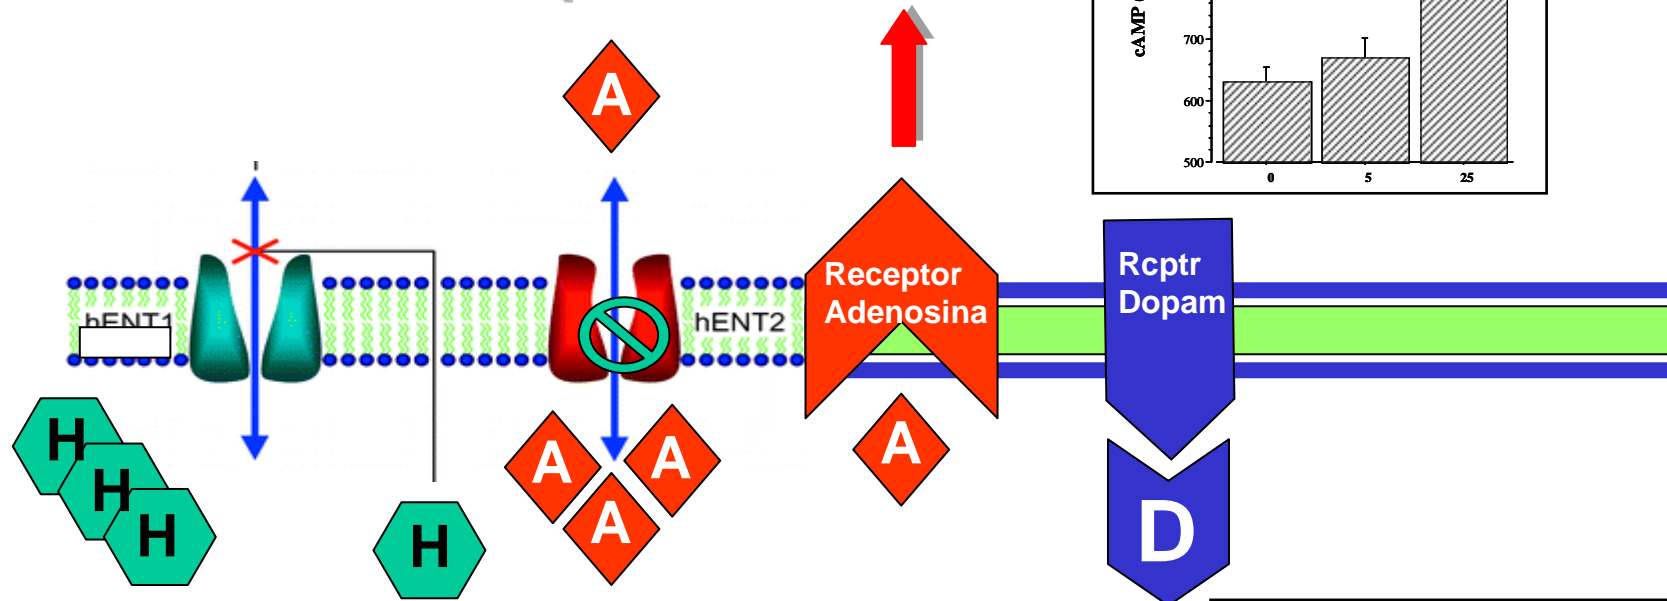 cAMP
700
600
500
0 5 25
A
hENT1
hENT2
Receptor
Adenosina
Rcptr
Dopam
H
H
H
H
A
A
A
A
D